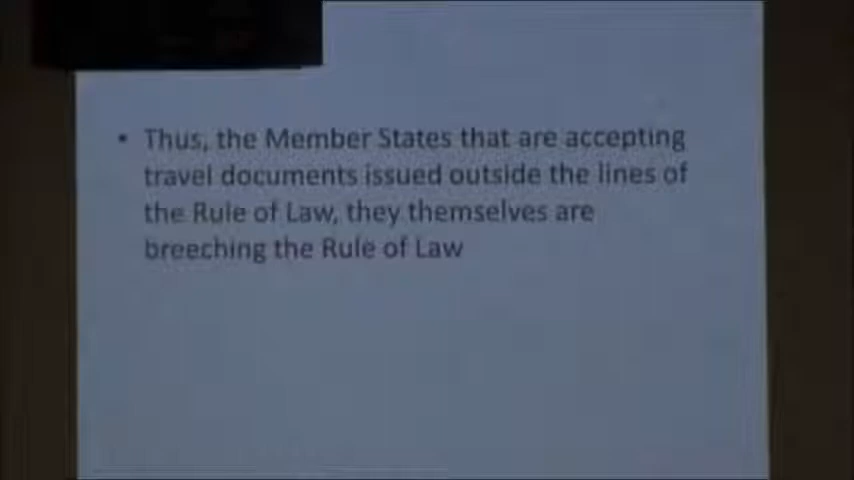 • Thus, the Member States that are accepting
travel documents issued outside the lines of
the Rule of Law, they themselves are
breeching the Rule of Law